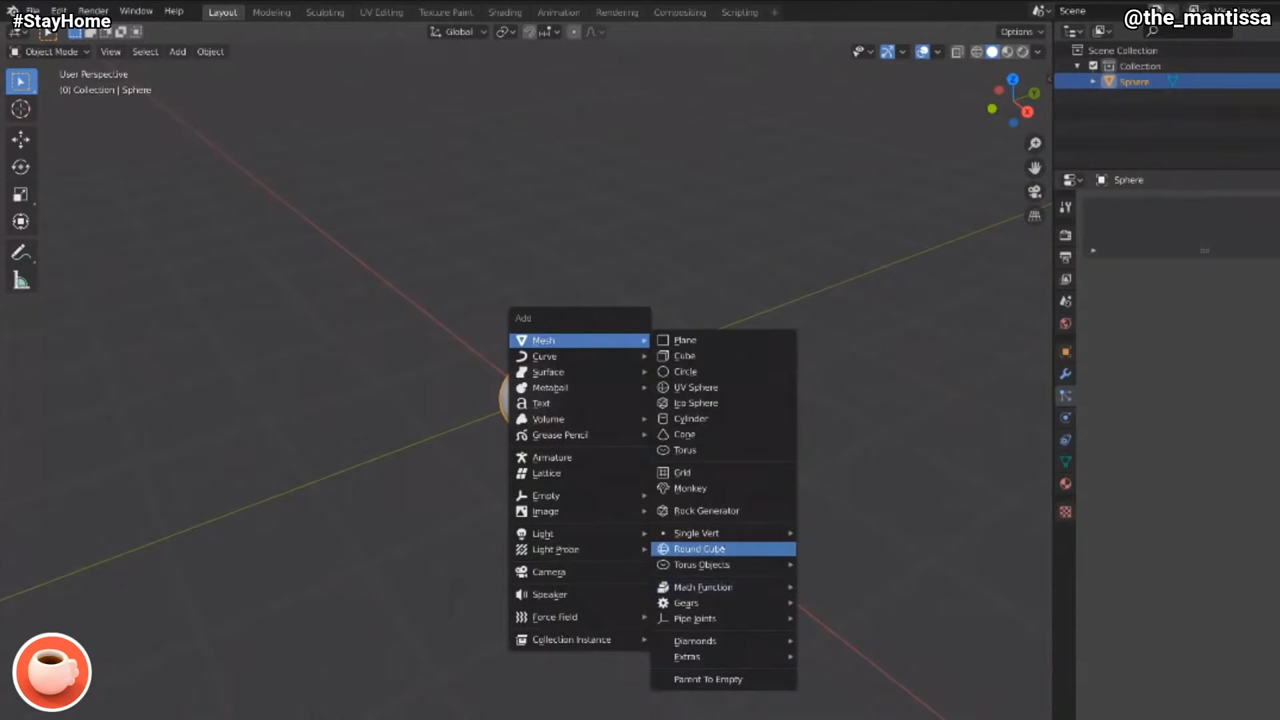 #StayHome
@the_mantissa
File Edit Render Window Help
Layout Modeling Sculpting UV Editing Texture Paint Shading Animation Rendering Compositing Scripting +
Scene
Global
Options
Object Mode View Select Add Object
User Perspective
(0) Collection | Sphere
Scene Collection
Collection
Sphere
Z
Y
X
Sphere
Add
Mesh
Curve
Surface
Metaball
Text
Volume
Grease Pencil
Armature
Lattice
Empty
Image
Light
Light Probe
Camera
Speaker
Force Field
Collection Instance
Plane
Cube
Circle
UV Sphere
Ico Sphere
Cylinder
Cone
Torus
Grid
Monkey
Rock Generator
Single Vert
Round Cube
Torus Objects
Math Function
Gears
Pipe Joints
Diamonds
Extras
Parent To Empty